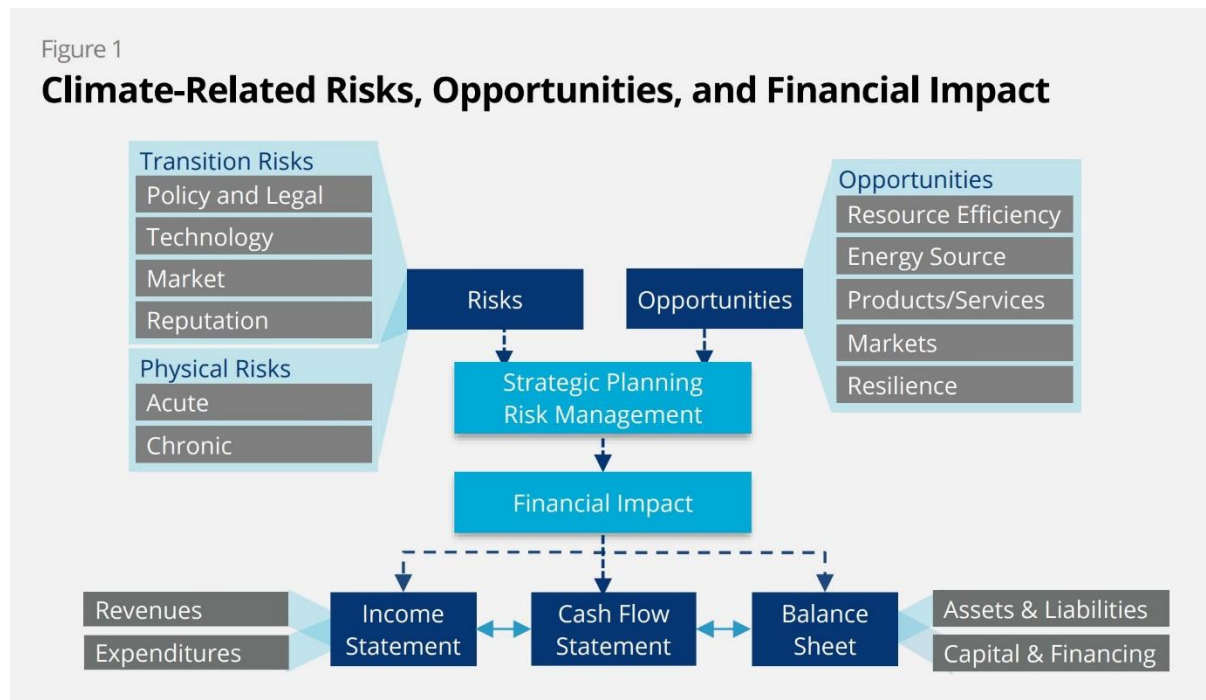 Figure 1
Climate-Related Risks, Opportunities, and Financial Impact
Transition Risks
Policy and Legal
Technology
Market
Reputation
Physical Risks
Acute
Chronic
Risks
Opportunities
Opportunities
Resource Efficiency
Energy Source
Products/Services
Markets
Resilience
Strategic Planning
Risk Management
Financial Impact
Revenues
Expenditures
Income
Statement
Cash Flow
Statement
Balance
Sheet
Assets & Liabilities
Capital & Financing